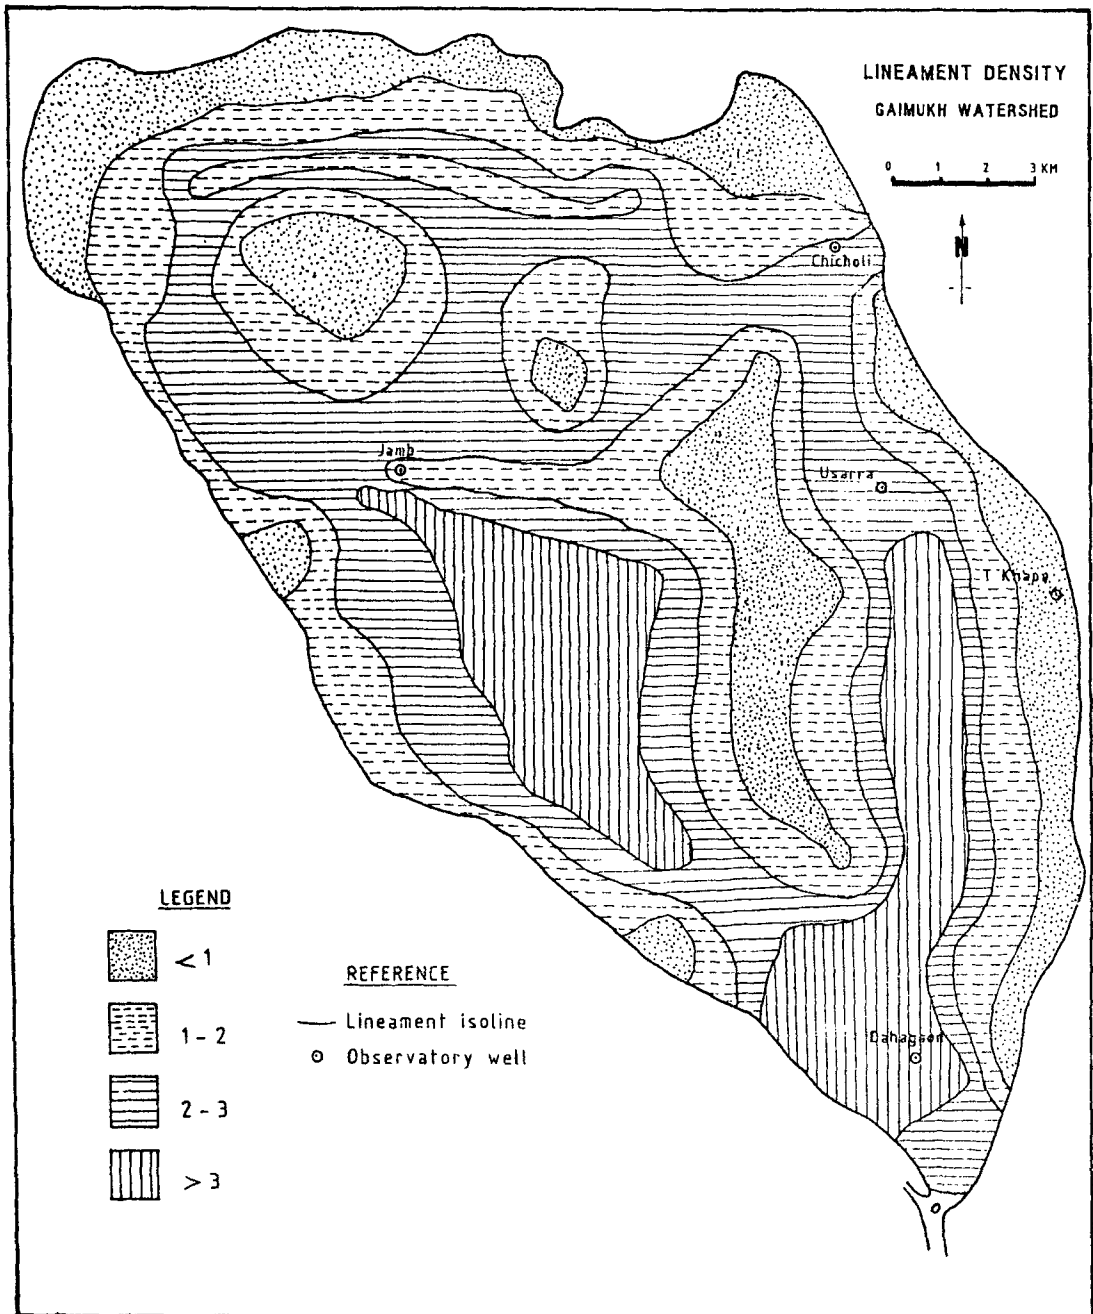 LINEAMENT DENSITY
GAIMUKH WATERSHED
0 1 2 3 KM
N
Chicholi
Jamb
Usarra
T Khapa
LEGEND
< 1
REFERENCE
1 - 2
Lineament isoline
Observatory well
Dahagaon
2 - 3
> 3